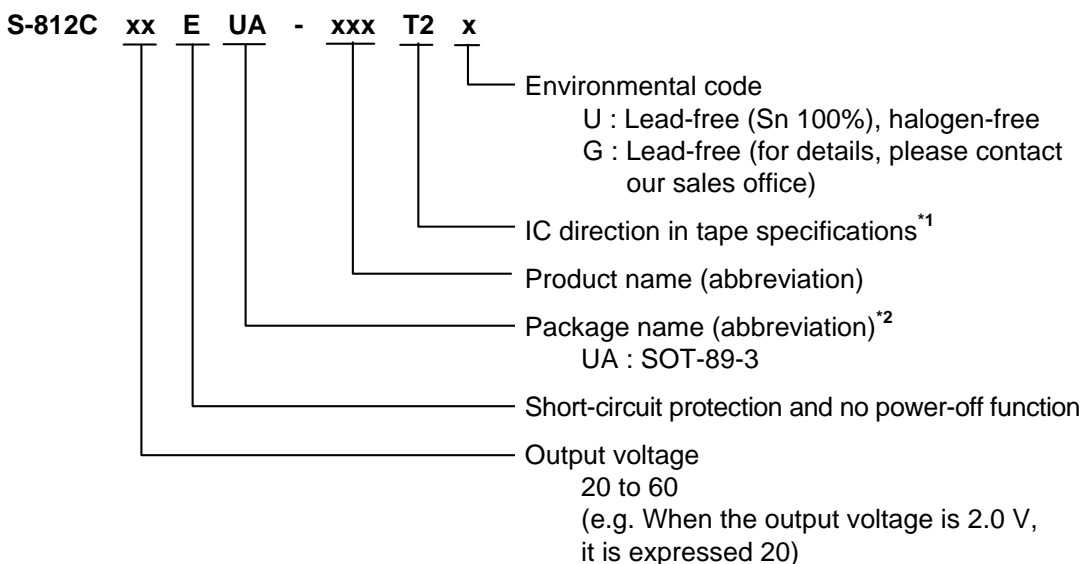 S-812C xx E UA - xxx T2 x
Environmental code
U : Lead-free (Sn 100%), halogen-free
G : Lead-free (for details, please contact
our sales office)
IC direction in tape specifications*1
Product name (abbreviation)
Package name (abbreviation)*2
UA : SOT-89-3
Short-circuit protection and no power-off function
Output voltage
20 to 60
(e.g. When the output voltage is 2.0 V,
it is expressed 20)